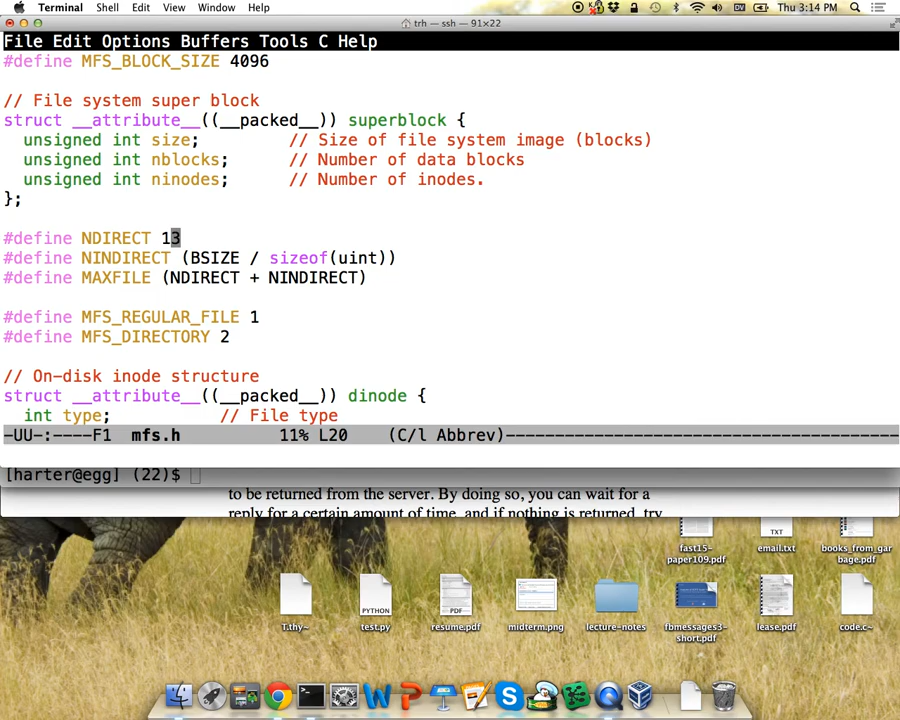 Terminal Shell Edit View Window Help Thu 3:14 PM
trh — ssh — 91×22
File Edit Options Buffers Tools C Help
#define MFS_BLOCK_SIZE 4096
// File system super block
struct __attribute__((__packed__)) superblock {
unsigned int size; // Size of file system image (blocks)
unsigned int nblocks; // Number of data blocks
unsigned int ninodes; // Number of inodes.
};
#define NDIRECT 13
#define NINDIRECT (BSIZE / sizeof(uint))
#define MAXFILE (NDIRECT + NINDIRECT)
#define MFS_REGULAR_FILE 1
#define MFS_DIRECTORY 2
// On-disk inode structure
struct __attribute__((__packed__)) dinode {
int type; // File type
-UU-:----F1 mfs.h 11% L20 (C/l Abbrev)----------------------------------------
[harter@egg] (22)$
to be returned from the server. By doing so, you can wait for a
reply for a certain amount of time, and if nothing is returned, try
TXT
fast15-
paper109.pdf
email.txt
books_from_gar
bage.pdf
PYTHON
PDF
T.thy~
test.py
resume.pdf
midterm.png
lecture-notes
fbmessages3-
short.pdf
lease.pdf
code.c~